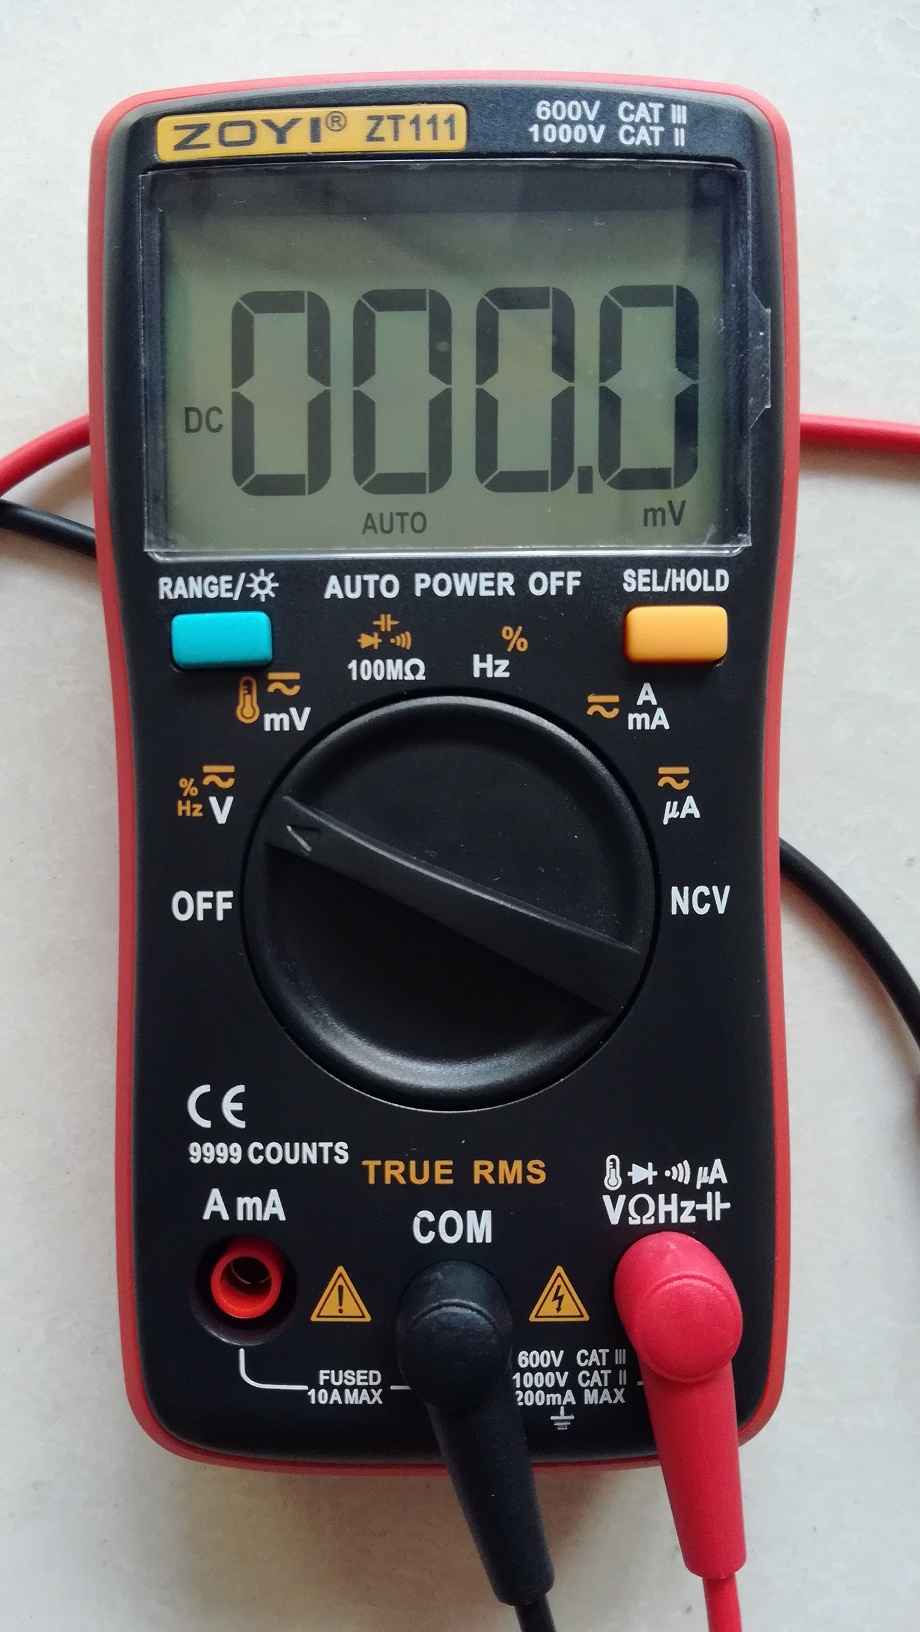 ZOYI® ZT111
600V CAT III
1000V CAT II
000.0
DC
AUTO
mV
RANGE/
AUTO POWER OFF
SEL/HOLD
100MΩ
%
Hz
mV
A
mA
%
Hz V
μA
OFF
NCV
CE
9999 COUNTS
TRUE RMS
μA
A mA
COM
VΩHz
FUSED
10A MAX
600V CAT III
1000V CAT II
200mA MAX